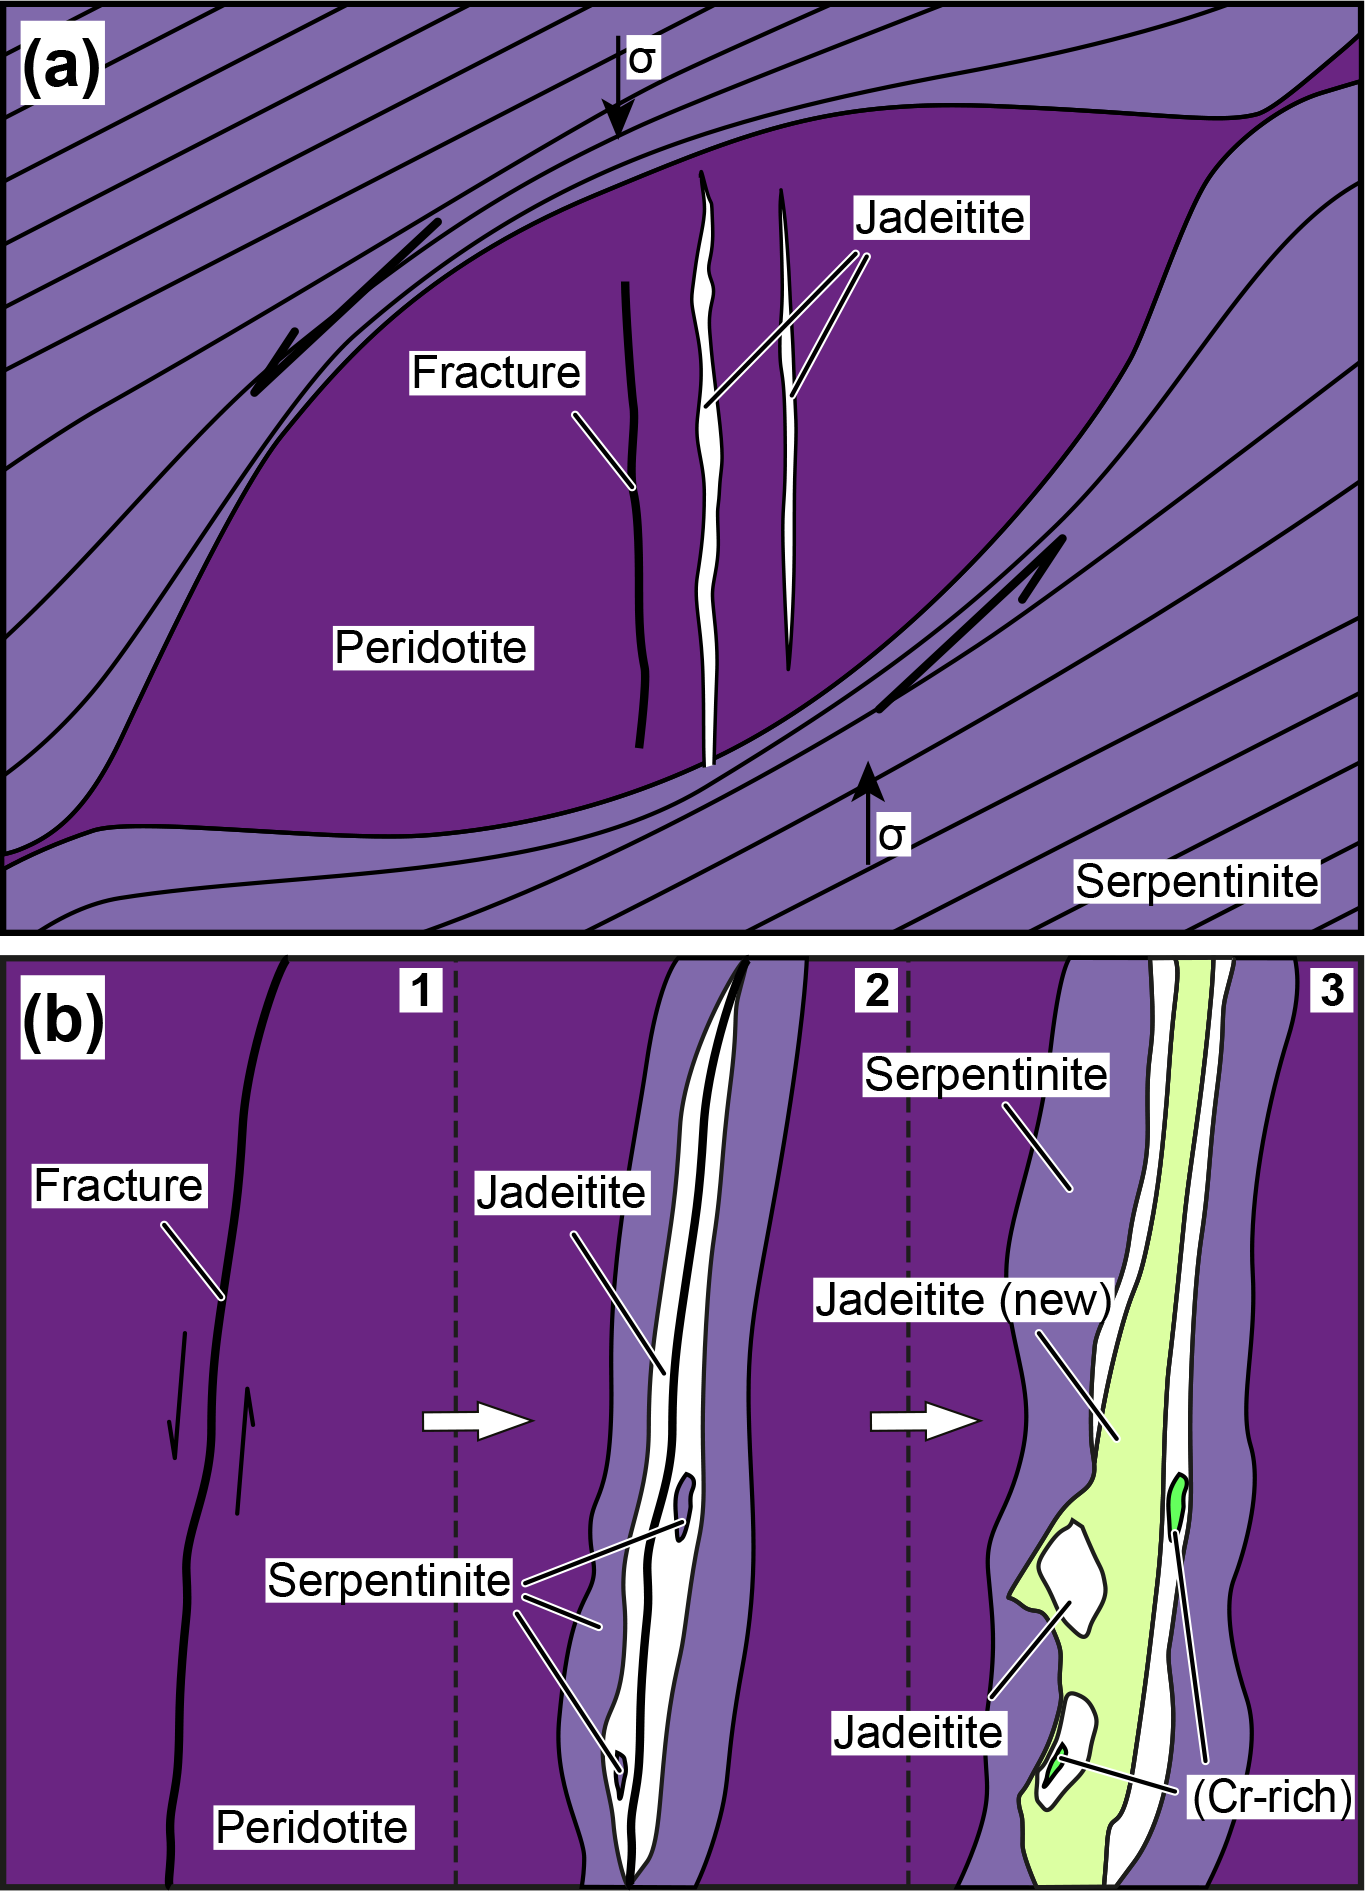 (a)
σ
Jadeitite
Fracture
Peridotite
σ
Serpentinite
(b)
1
2
3
Serpentinite
Fracture
Jadeitite
Jadeitite (new)
Serpentinite
Jadeitite
(Cr-rich)
Peridotite